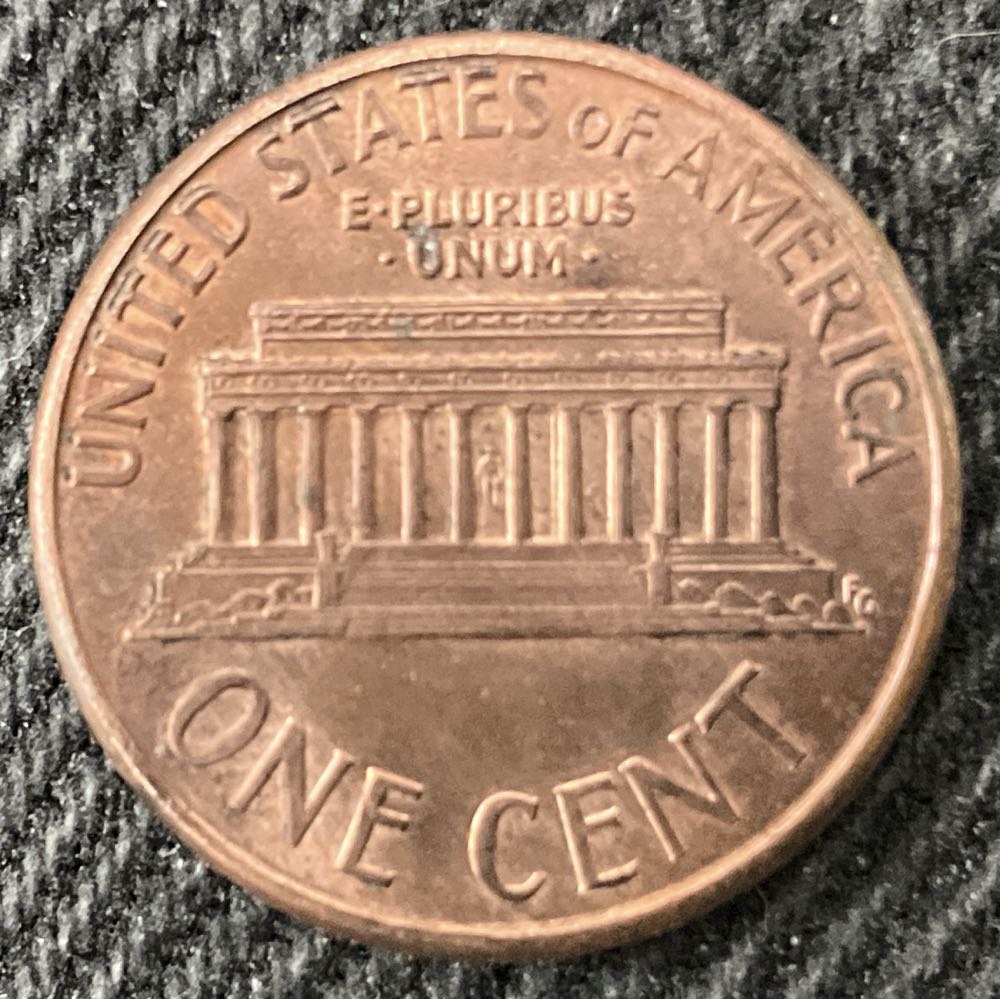 UNITED STATES OF AMERICA
E·PLURIBUS
·UNUM·
FG
ONE CENT